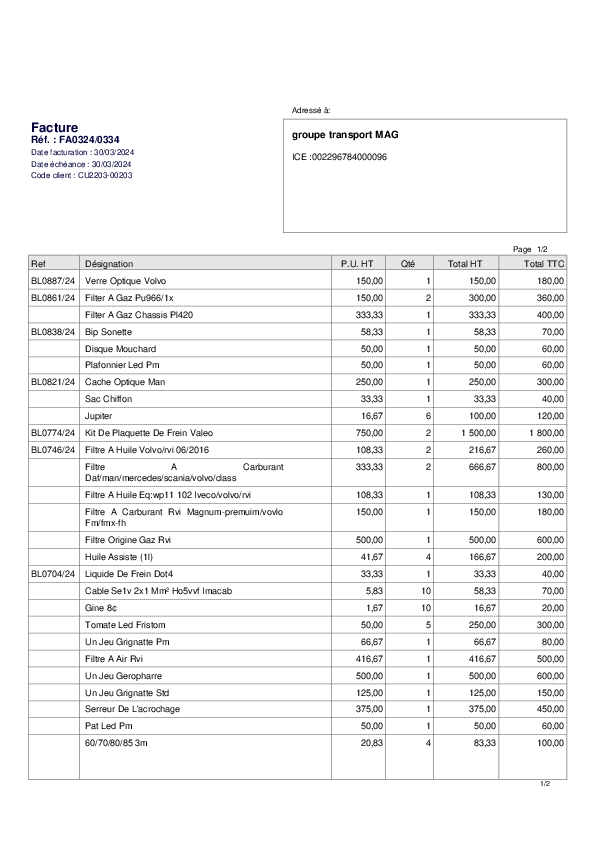 Adressé à:
Facture
Réf. : FA0324/0334
Date facturation : 30/03/2024
Date échéance : 30/03/2024
Code client : CU2203-00203
groupe transport MAG
ICE :002296784000096
Page 1/2
Ref Désignation P.U. HT Qté Total HT Total TTC
BL0887/24 Verre Optique Volvo 150,00 1 150,00 180,00
BL0861/24 Filter A Gaz Pu966/1x 150,00 2 300,00 360,00
Filter A Gaz Chassis Pl420 333,33 1 333,33 400,00
BL0838/24 Bip Sonette 58,33 1 58,33 70,00
Disque Mouchard 50,00 1 50,00 60,00
Plafonnier Led Pm 50,00 1 50,00 60,00
BL0821/24 Cache Optique Man 250,00 1 250,00 300,00
Sac Chiffon 33,33 1 33,33 40,00
Jupiter 16,67 6 100,00 120,00
BL0774/24 Kit De Plaquette De Frein Valeo 750,00 2 1 500,00 1 800,00
BL0746/24 Filtre A Huile Volvo/rvi 06/2016 108,33 2 216,67 260,00
Filtre A Carburant 333,33 2 666,67 800,00
Daf/man/mercedes/scania/volvo/class
Filtre A Huile Eq:wp11 102 Iveco/volvo/rvi 108,33 1 108,33 130,00
Filtre A Carburant Rvi Magnum-premuim/vovlo 150,00 1 150,00 180,00
Fm/fmx-fh
Filtre Origine Gaz Rvi 500,00 1 500,00 600,00
Huile Assiste (1l) 41,67 4 166,67 200,00
BL0704/24 Liquide De Frein Dot4 33,33 1 33,33 40,00
Cable Se1v 2x1 Mm² Ho5vvf Imacab 5,83 10 58,33 70,00
Gine 8¢ 1,67 10 16,67 20,00
Tomate Led Fristom 50,00 5 250,00 300,00
Un Jeu Grignatte Pm 66,67 1 66,67 80,00
Filtre A Air Rvi 416,67 1 416,67 500,00
Un Jeu Geropharre 500,00 1 500,00 600,00
Un Jeu Grignatte Std 125,00 1 125,00 150,00
Serreur De L'acrochage 375,00 1 375,00 450,00
Pat Led Pm 50,00 1 50,00 60,00
60/70/80/85 3m 20,83 4 83,33 100,00
1/2